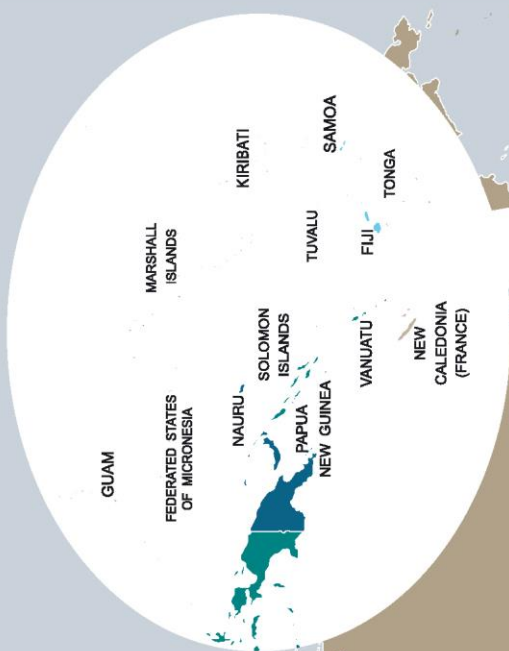 GUAM
MARSHALL
ISLANDS
FEDERATED STATES
OF MICRONESIA
KIRIBATI
NAURU
SOLOMON
ISLANDS
PAPUA
NEW GUINEA
TUVALU
SAMOA
FIJI
TONGA
VANUATU
NEW
CALEDONIA
(FRANCE)